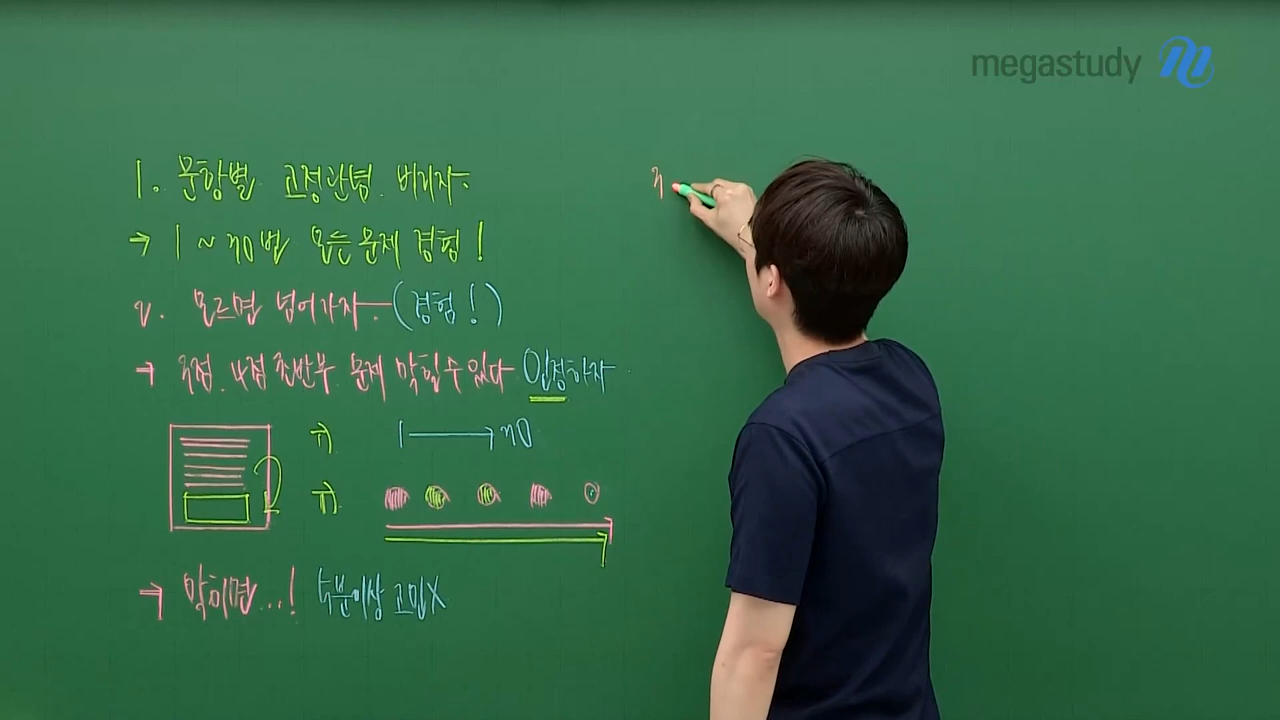 megastudy
1. 문항별 고정관념 버리자.
→ 1 ~ 30번 모든 문제 경험!
2. 모르면 넘어가자. (경험!)
→ 3점, 4점 초반부 문제 막힐 수 있다 인정하자
1 → 30
→ 막히면...! 5분이상 고민X
3